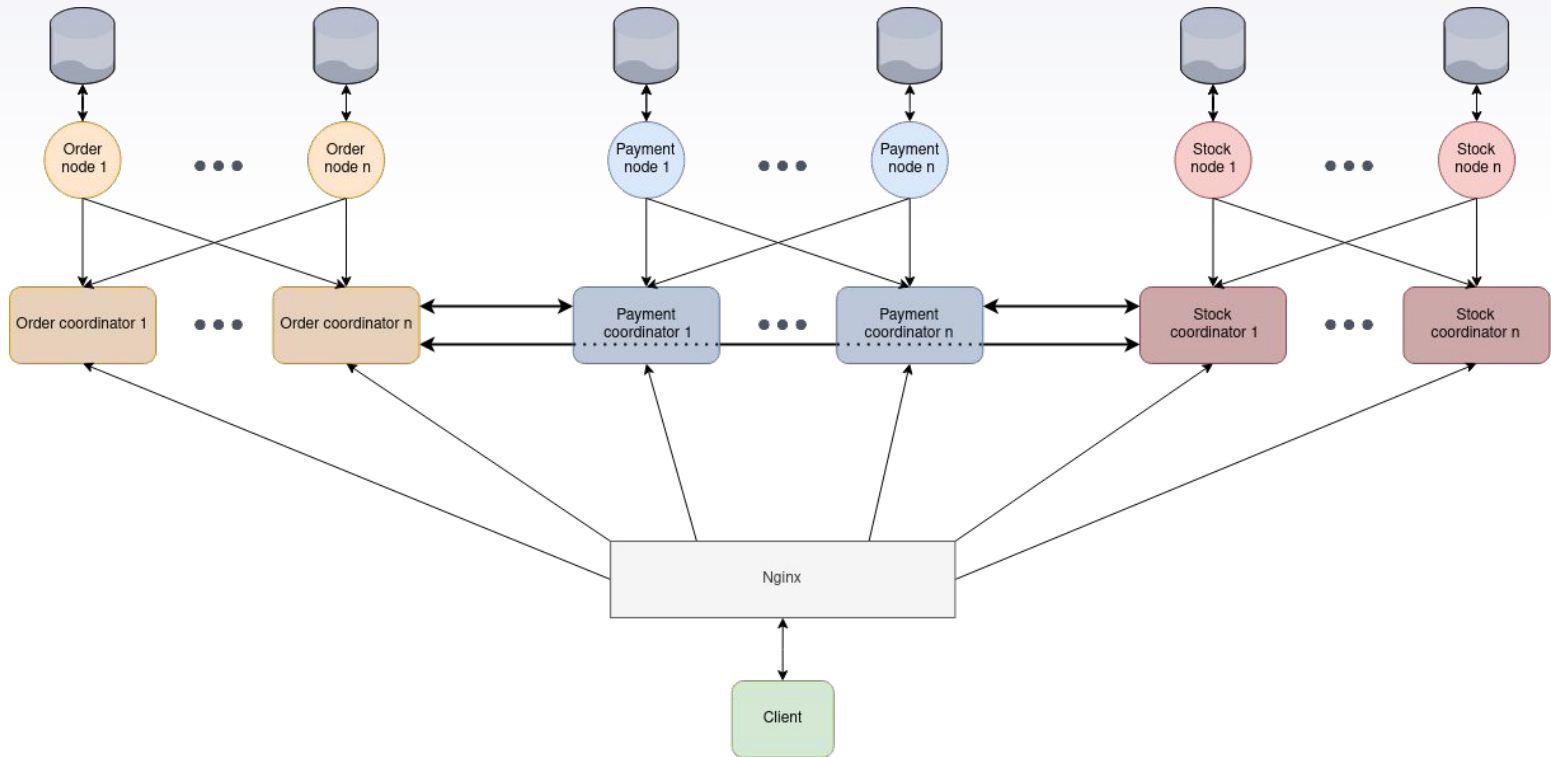 Order
node 1
Order
node n
Payment
node 1
Payment
node n
Stock
node 1
Stock
node n
Order coordinator 1
Order coordinator n
Payment
coordinator 1
Payment
coordinator n
Stock
coordinator 1
Stock
coordinator n
Nginx
Client